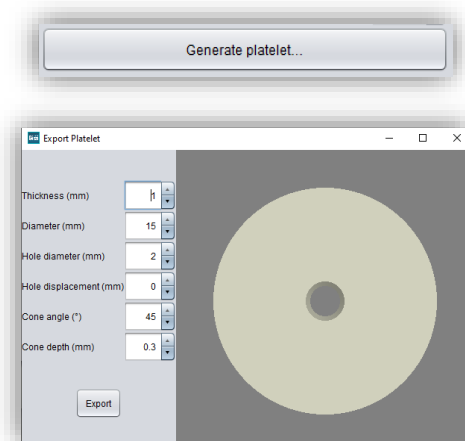 Generate platelet...
Export Platelet
Thickness (mm) 1
Diameter (mm) 15
Hole diameter (mm) 2
Hole displacement (mm) 0
Cone angle (°) 45
Cone depth (mm) 0.3
Export